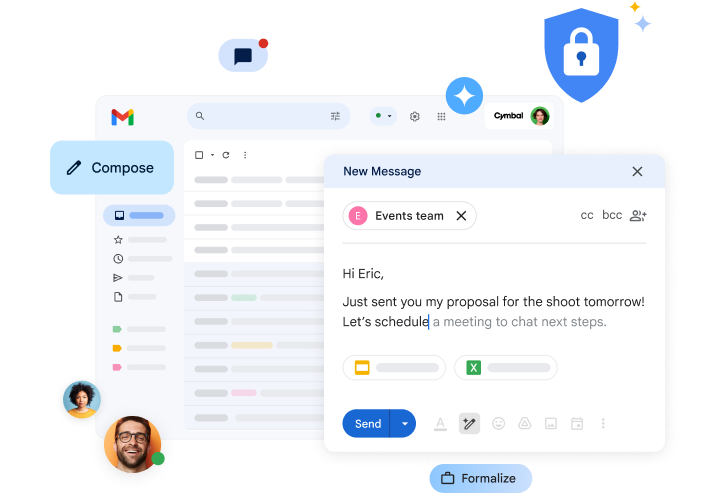 Cymbal
Compose
New Message
E
Events team
cc bcc
Hi Eric,
Just sent you my proposal for the shoot tomorrow!
Let's schedule a meeting to chat next steps.
X
Send
A
Formalize